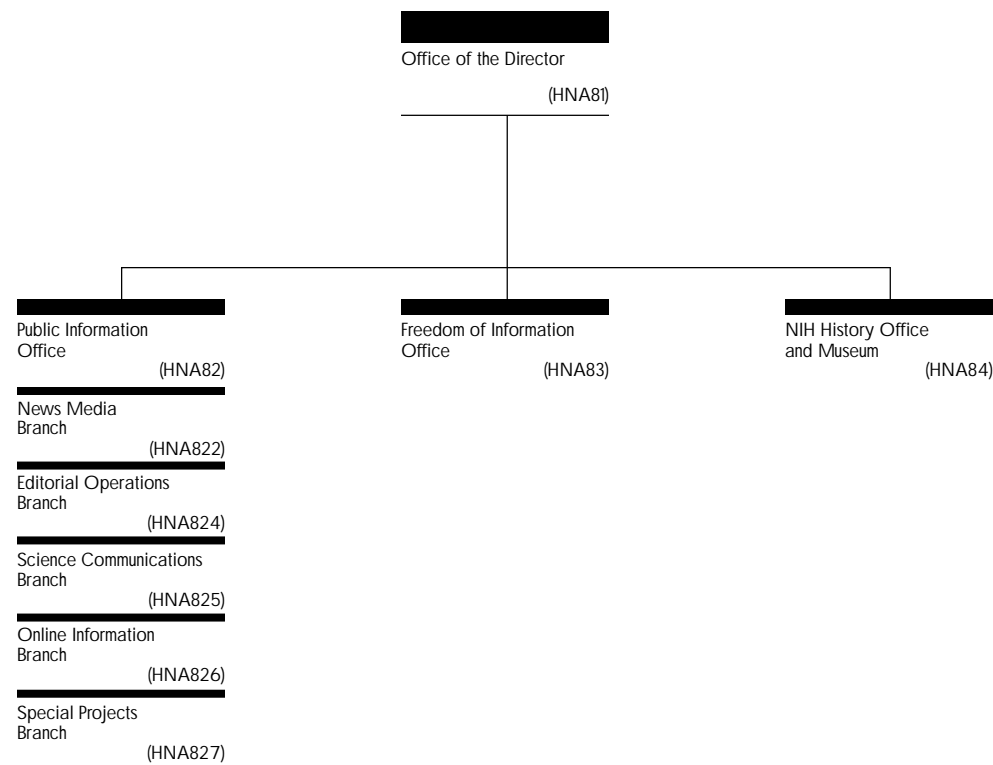 Office of the Director
(HNA81)
Public Information
Office
(HNA82)
News Media
Branch
(HNA822)
Editorial Operations
Branch
(HNA824)
Science Communications
Branch
(HNA825)
Online Information
Branch
(HNA826)
Special Projects
Branch
(HNA827)
Freedom of Information
Office
(HNA83)
NIH History Office
and Museum
(HNA84)